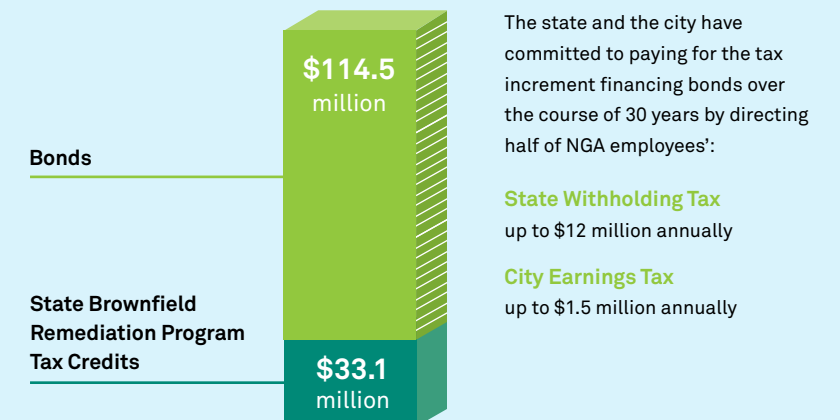 $114.5
million
Bonds
State Brownfield
Remediation Program
Tax Credits
$33.1
million
The state and the city have
committed to paying for the tax
increment financing bonds over
the course of 30 years by directing
half of NGA employees’:
State Withholding Tax
up to $12 million annually
City Earnings Tax
up to $1.5 million annually